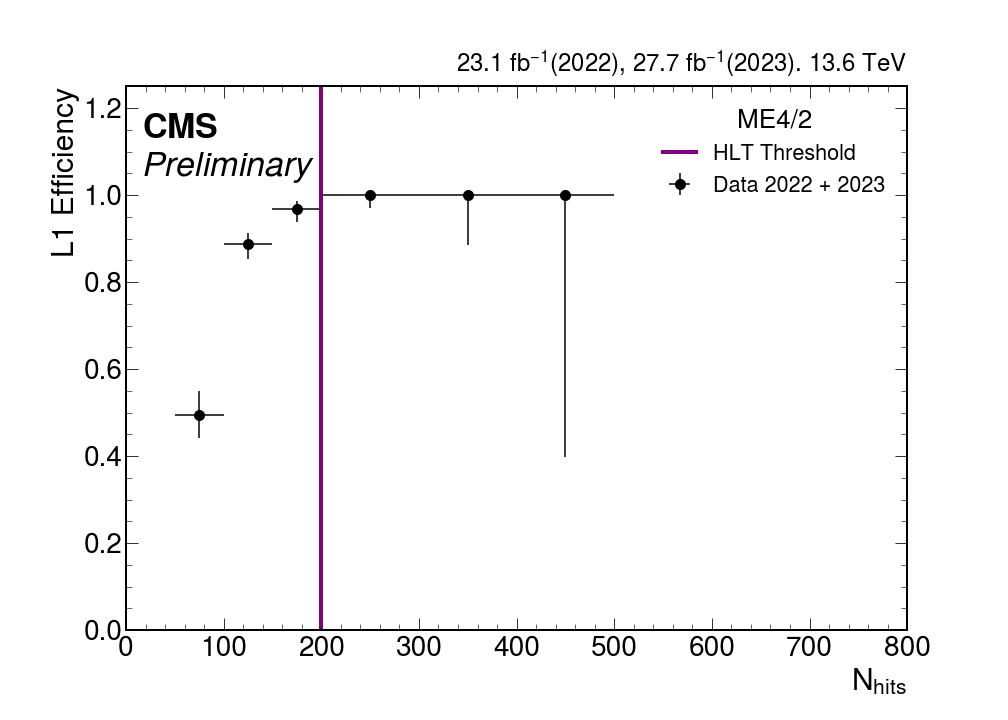 23.1 fb⁻¹(2022), 27.7 fb⁻¹(2023). 13.6 TeV
L1 Efficiency
CMS
Preliminary
ME4/2
HLT Threshold
Data 2022 + 2023
1.2
1.0
0.8
0.6
0.4
0.2
0.0
0 100 200 300 400 500 600 700 800
N_hits